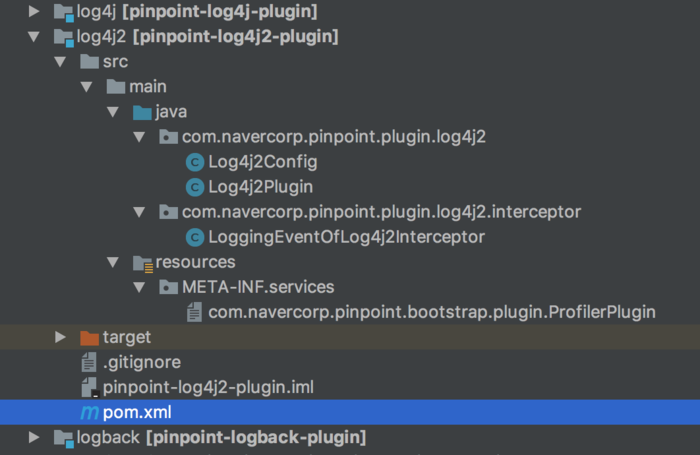 log4j [pinpoint-log4j-plugin]
log4j2 [pinpoint-log4j2-plugin]
src
main
java
com.navercorp.pinpoint.plugin.log4j2
C Log4j2Config
C Log4j2Plugin
com.navercorp.pinpoint.plugin.log4j2.interceptor
C LoggingEventOfLog4j2Interceptor
resources
META-INF.services
com.navercorp.pinpoint.bootstrap.plugin.ProfilerPlugin
target
.gitignore
pinpoint-log4j2-plugin.iml
m pom.xml
logback [pinpoint-logback-plugin]